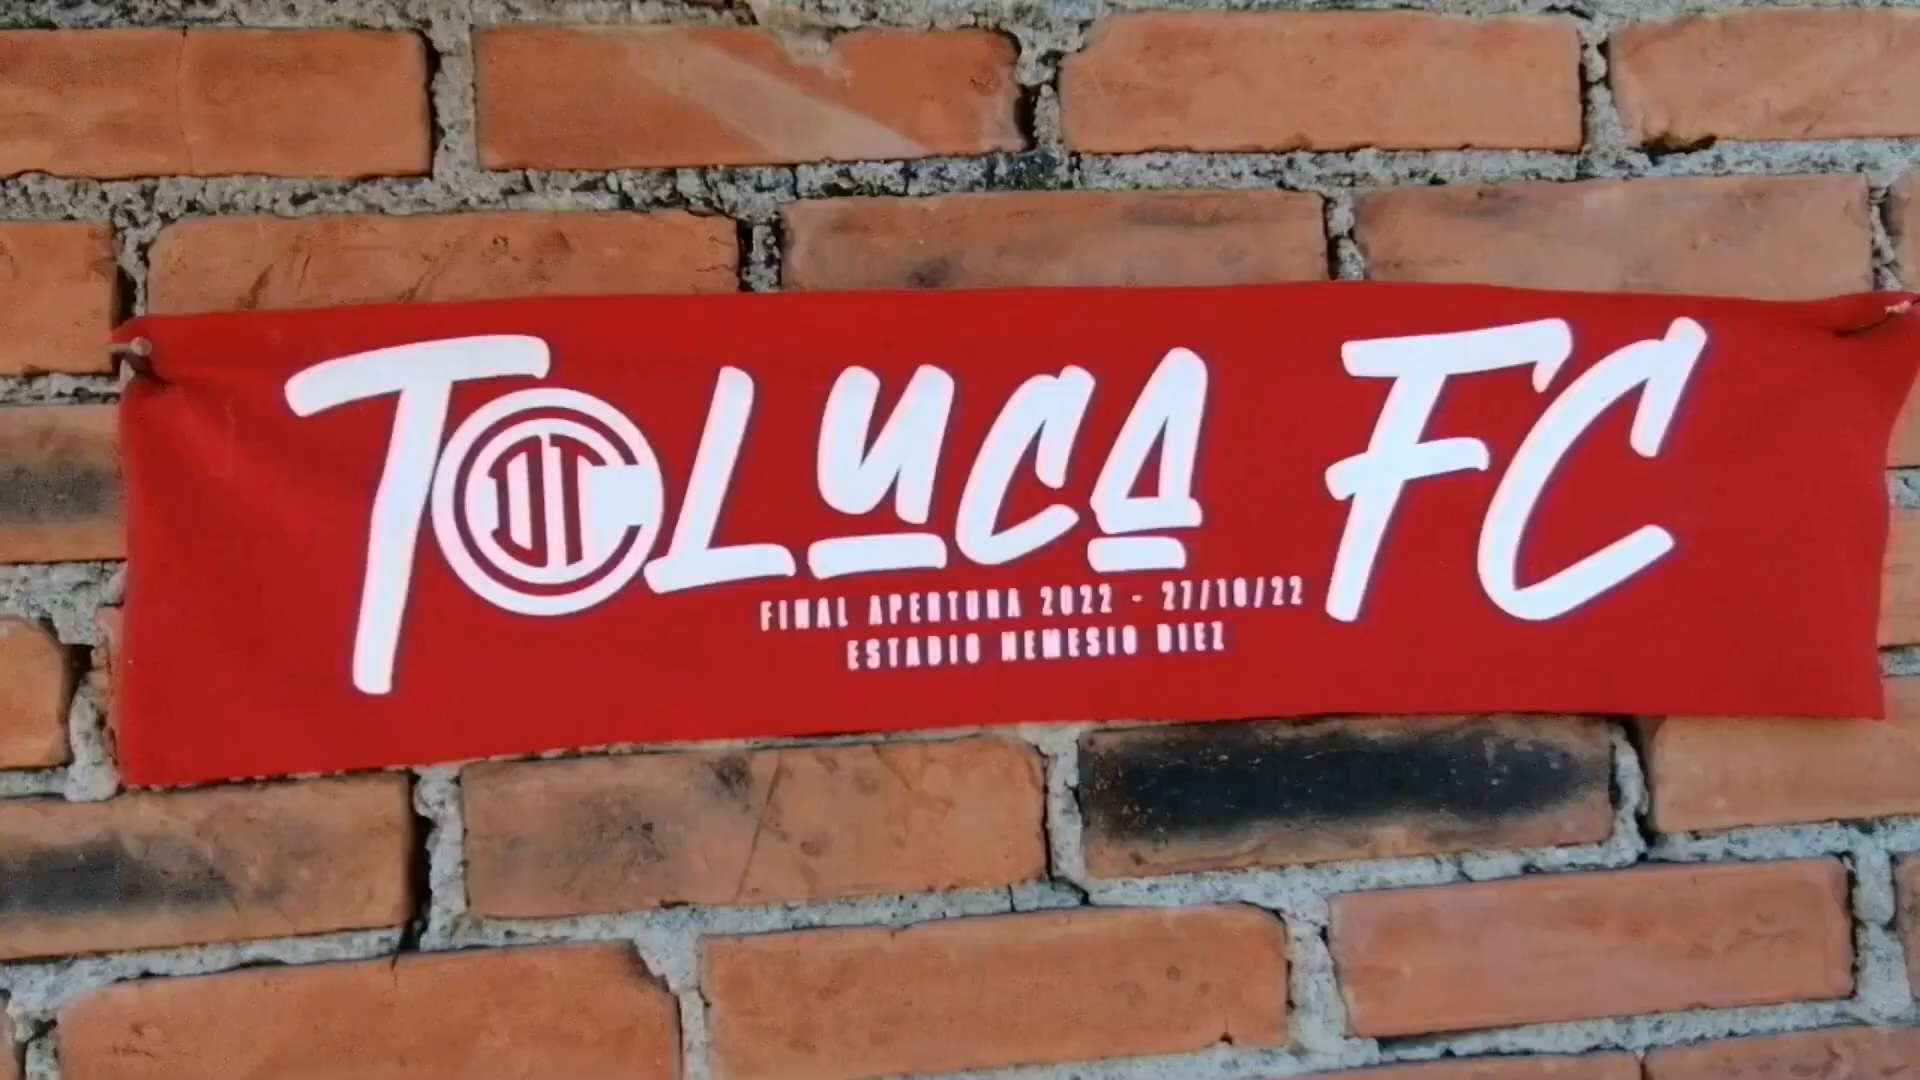 TOLUCA FC
FINAL APERTURA 2022 - 27/10/22
ESTADIO NEMESIO DIEZ